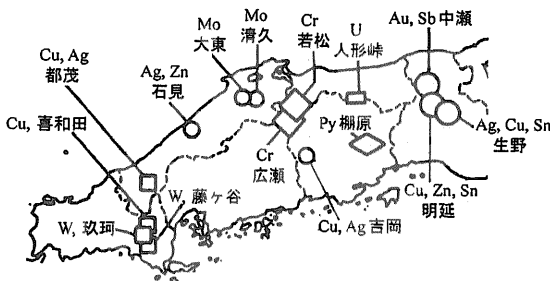 Mo
大東
Mo
清久
Cr
若松
U
人形峠
Au, Sb 中瀬
Cu, Ag
都茂
Ag, Zn
石見
Cu, 喜和田
Py 棚原
Ag, Cu, Sn
生野
Cr
広瀬
W, 藤ヶ谷
Cu, Zn, Sn
明延
W, 玖珂
Cu, Ag 吉岡